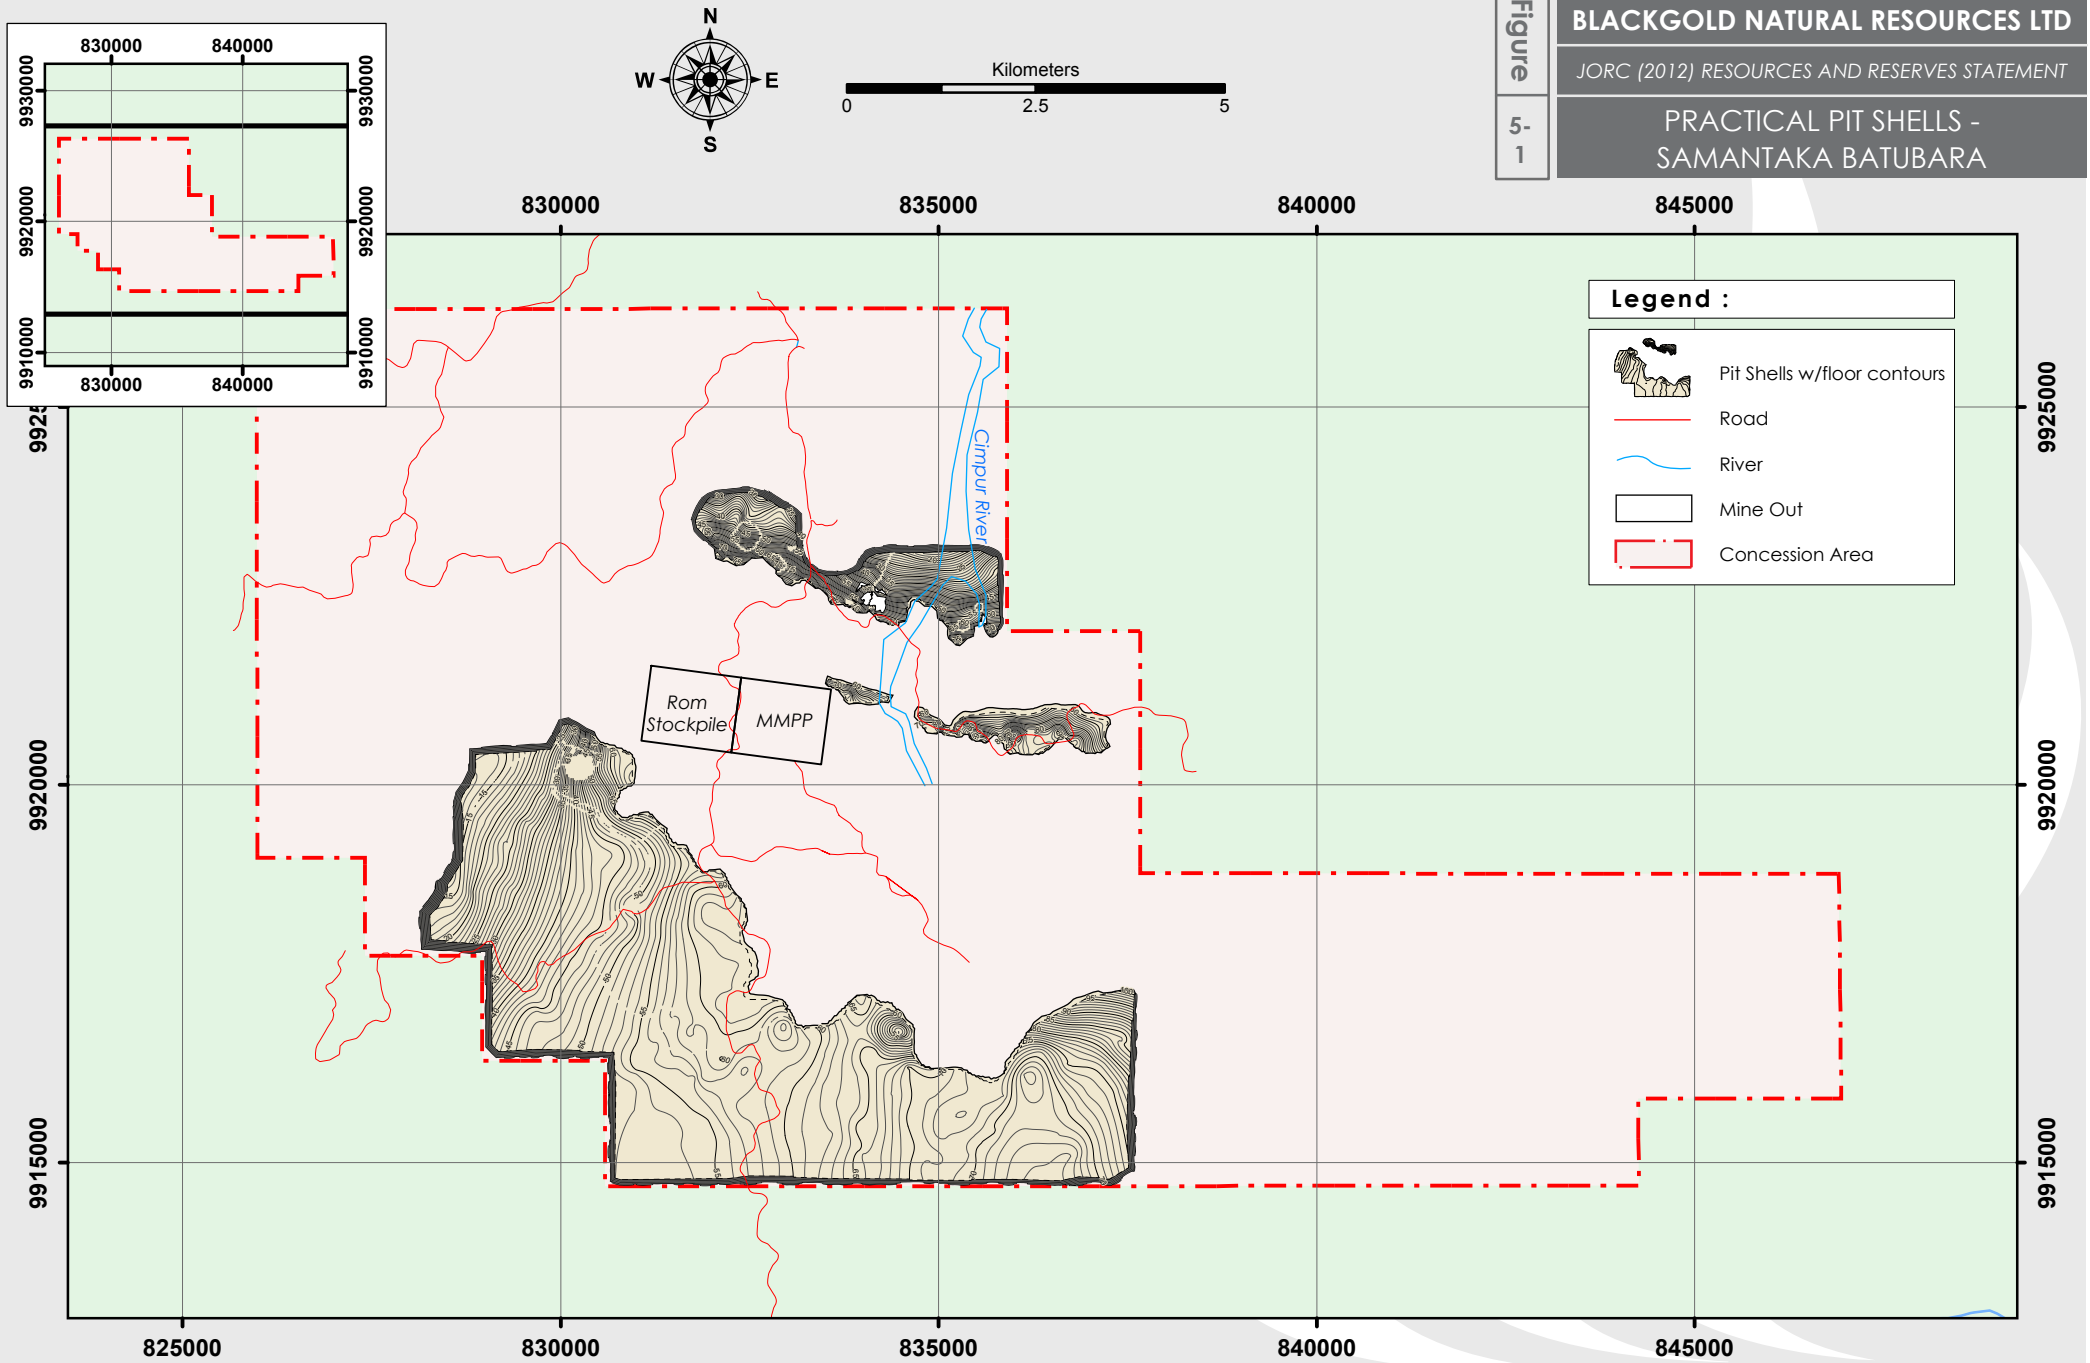 Figure
5-
1
BLACKGOLD NATURAL RESOURCES LTD
JORC (2012) RESOURCES AND RESERVES STATEMENT
PRACTICAL PIT SHELLS -
SAMANTAKA BATUBARA
N
W
E
S
Kilometers
0
2.5
5
830000
840000
9930000
9930000
9920000
9920000
9910000
9910000
830000
840000
830000
835000
840000
845000
Legend :
Pit Shells w/floor contours
Road
River
Mine Out
Concession Area
9925000
Cimpur River
Rom
Stockpile
MMPP
9920000
9920000
9915000
9915000
825000
830000
835000
840000
845000